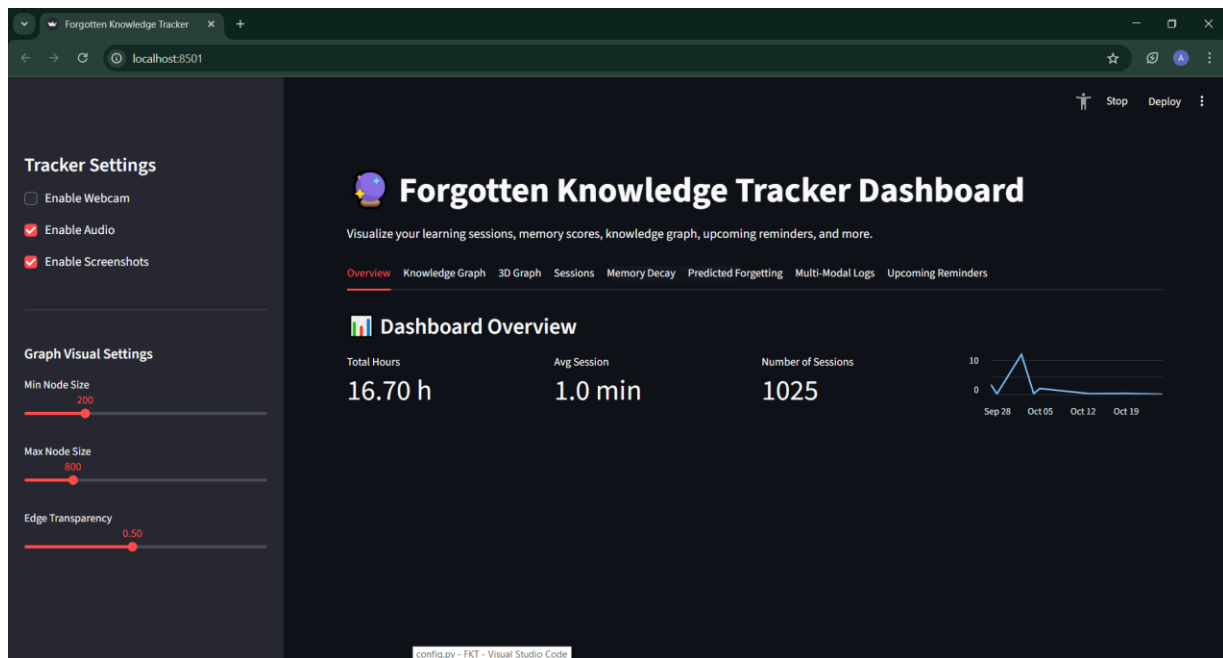 Forgotten Knowledge Tracker
localhost:8501
A
Stop Deploy
Tracker Settings
Enable Webcam
Enable Audio
Enable Screenshots
Graph Visual Settings
Min Node Size
200
Max Node Size
800
Edge Transparency
0.50
Forgotten Knowledge Tracker Dashboard
Visualize your learning sessions, memory scores, knowledge graph, upcoming reminders, and more.
Overview Knowledge Graph 3D Graph Sessions Memory Decay Predicted Forgetting Multi-Modal Logs Upcoming Reminders
Dashboard Overview
Total Hours
16.70 h
Avg Session
1.0 min
Number of Sessions
1025
10
0
Sep 28 Oct 05 Oct 12 Oct 19
config.py - FKT - Visual Studio Code